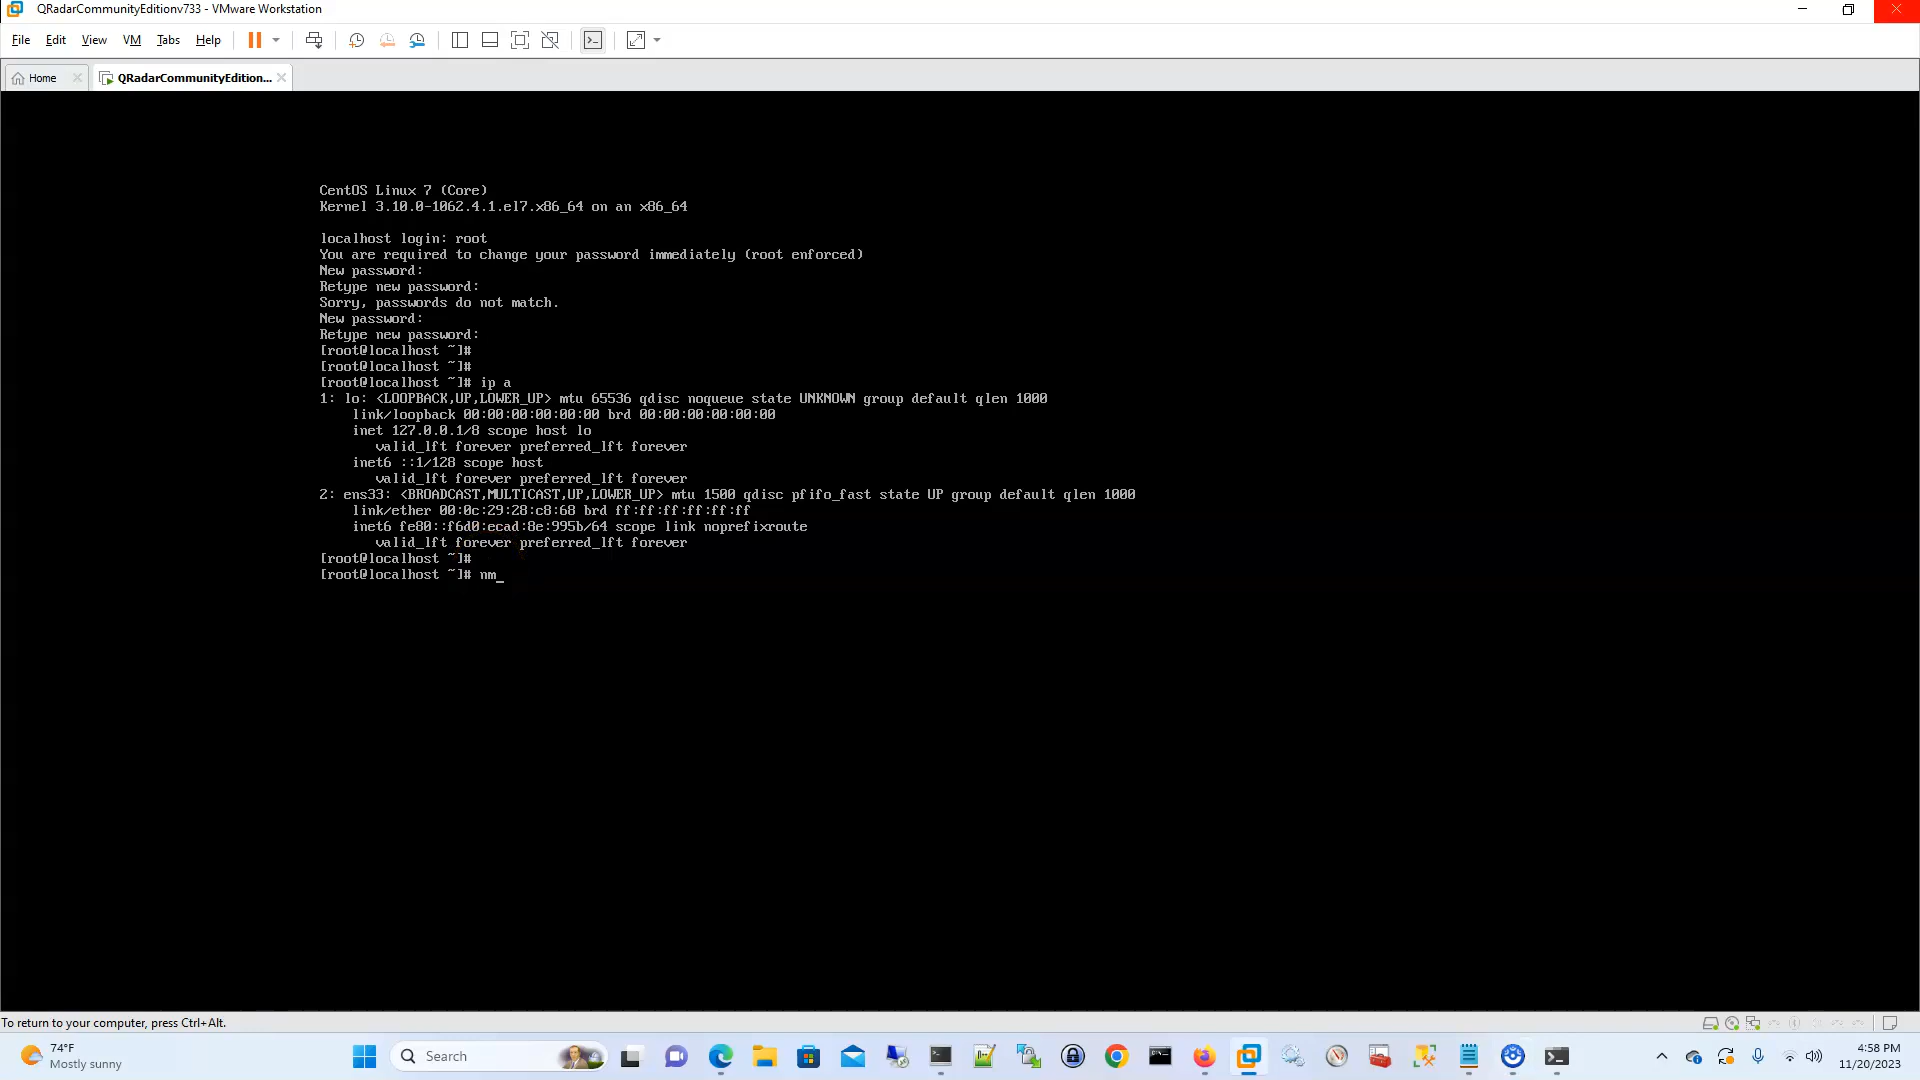 QRadarCommunityEditionv733 - VMware Workstation
File Edit View VM Tabs Help
Home QRadarCommunityEdition...
CentOS Linux 7 (Core)
Kernel 3.10.0-1062.4.1.el7.x86_64 on an x86_64
localhost login: root
You are required to change your password immediately (root enforced)
New password:
Retype new password:
Sorry, passwords do not match.
New password:
Retype new password:
[root@localhost ~]#
[root@localhost ~]#
[root@localhost ~]# ip a
1: lo: <LOOPBACK,UP,LOWER_UP> mtu 65536 qdisc noqueue state UNKNOWN group default qlen 1000
link/loopback 00:00:00:00:00:00 brd 00:00:00:00:00:00
inet 127.0.0.1/8 scope host lo
valid_lft forever preferred_lft forever
inet6 ::1/128 scope host
valid_lft forever preferred_lft forever
2: ens33: <BROADCAST,MULTICAST,UP,LOWER_UP> mtu 1500 qdisc pfifo_fast state UP group default qlen 1000
link/ether 00:0c:29:28:c8:68 brd ff:ff:ff:ff:ff:ff
inet6 fe80::f6d0:ecad:8e:995b/64 scope link noprefixroute
valid_lft forever preferred_lft forever
[root@localhost ~]#
[root@localhost ~]# nm_
To return to your computer, press Ctrl+Alt.
74°F
Mostly sunny
Search
4:58 PM
11/20/2023